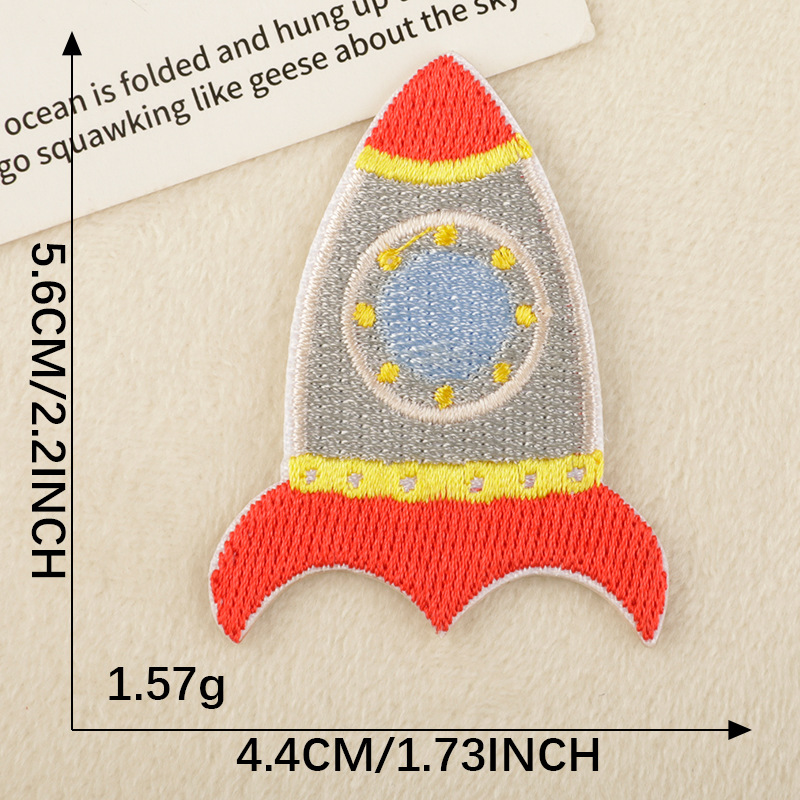 ocean is folded and hung up
go squawking like geese about the sky
5.6CM/2.2INCH
1.57g
4.4CM/1.73INCH